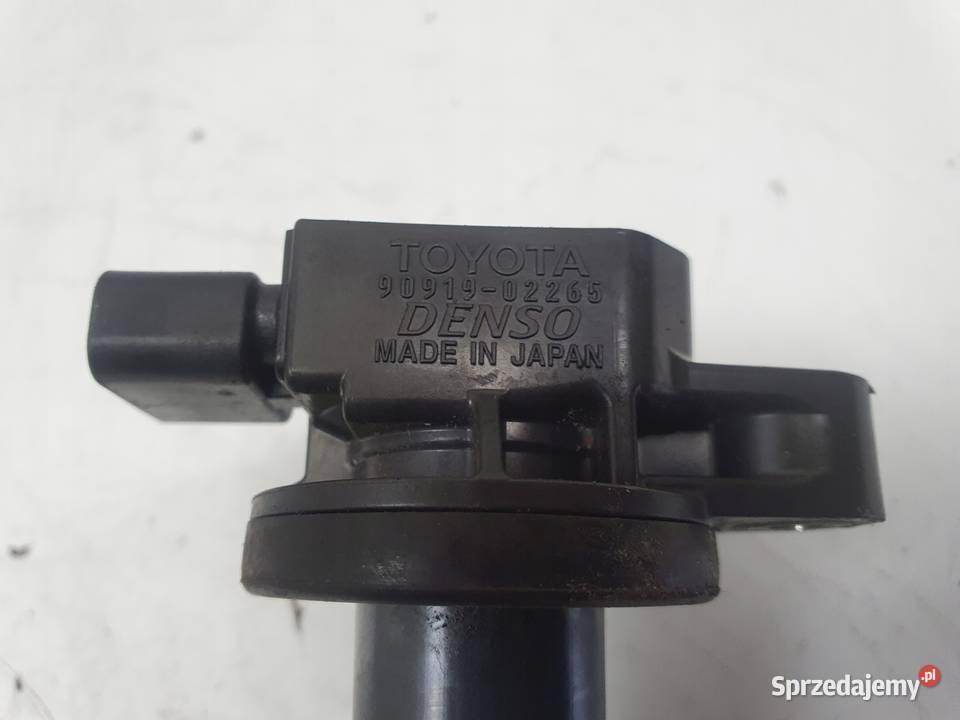 TOYOTA
90919-02265
DENSO
MADE IN JAPAN
Sprzedajemy.pl